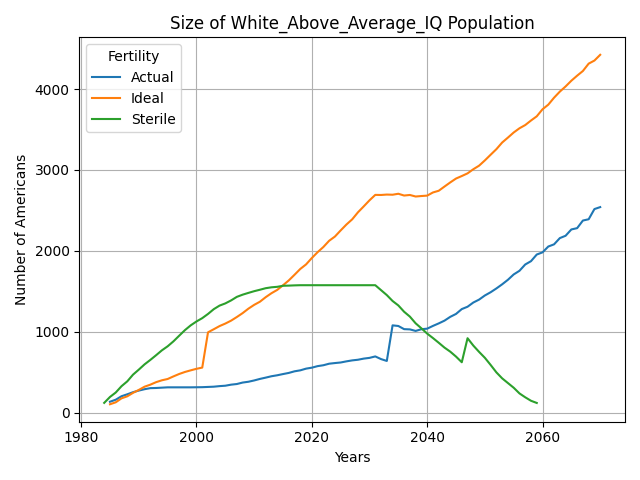 Size of White_Above_Average_IQ Population
Fertility
Actual
Ideal
Sterile
Number of Americans
4000
3000
2000
1000
0
1980 2000 2020 2040 2060
Years